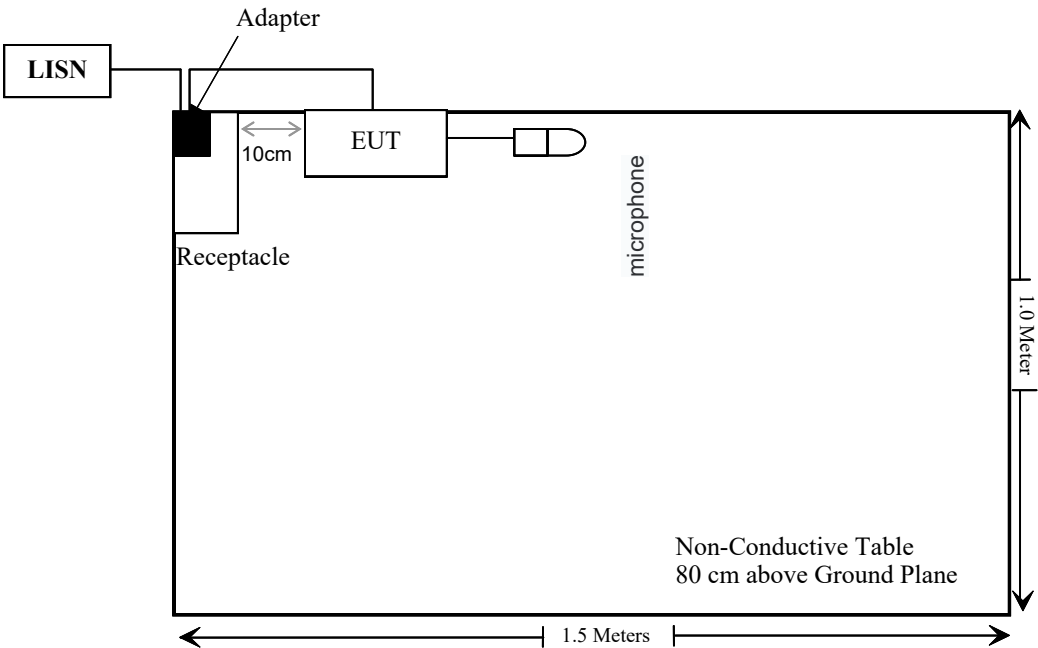 Adapter
LISN
EUT
10cm
microphone
Receptacle
1.0 Meter
Non-Conductive Table
80 cm above Ground Plane
1.5 Meters